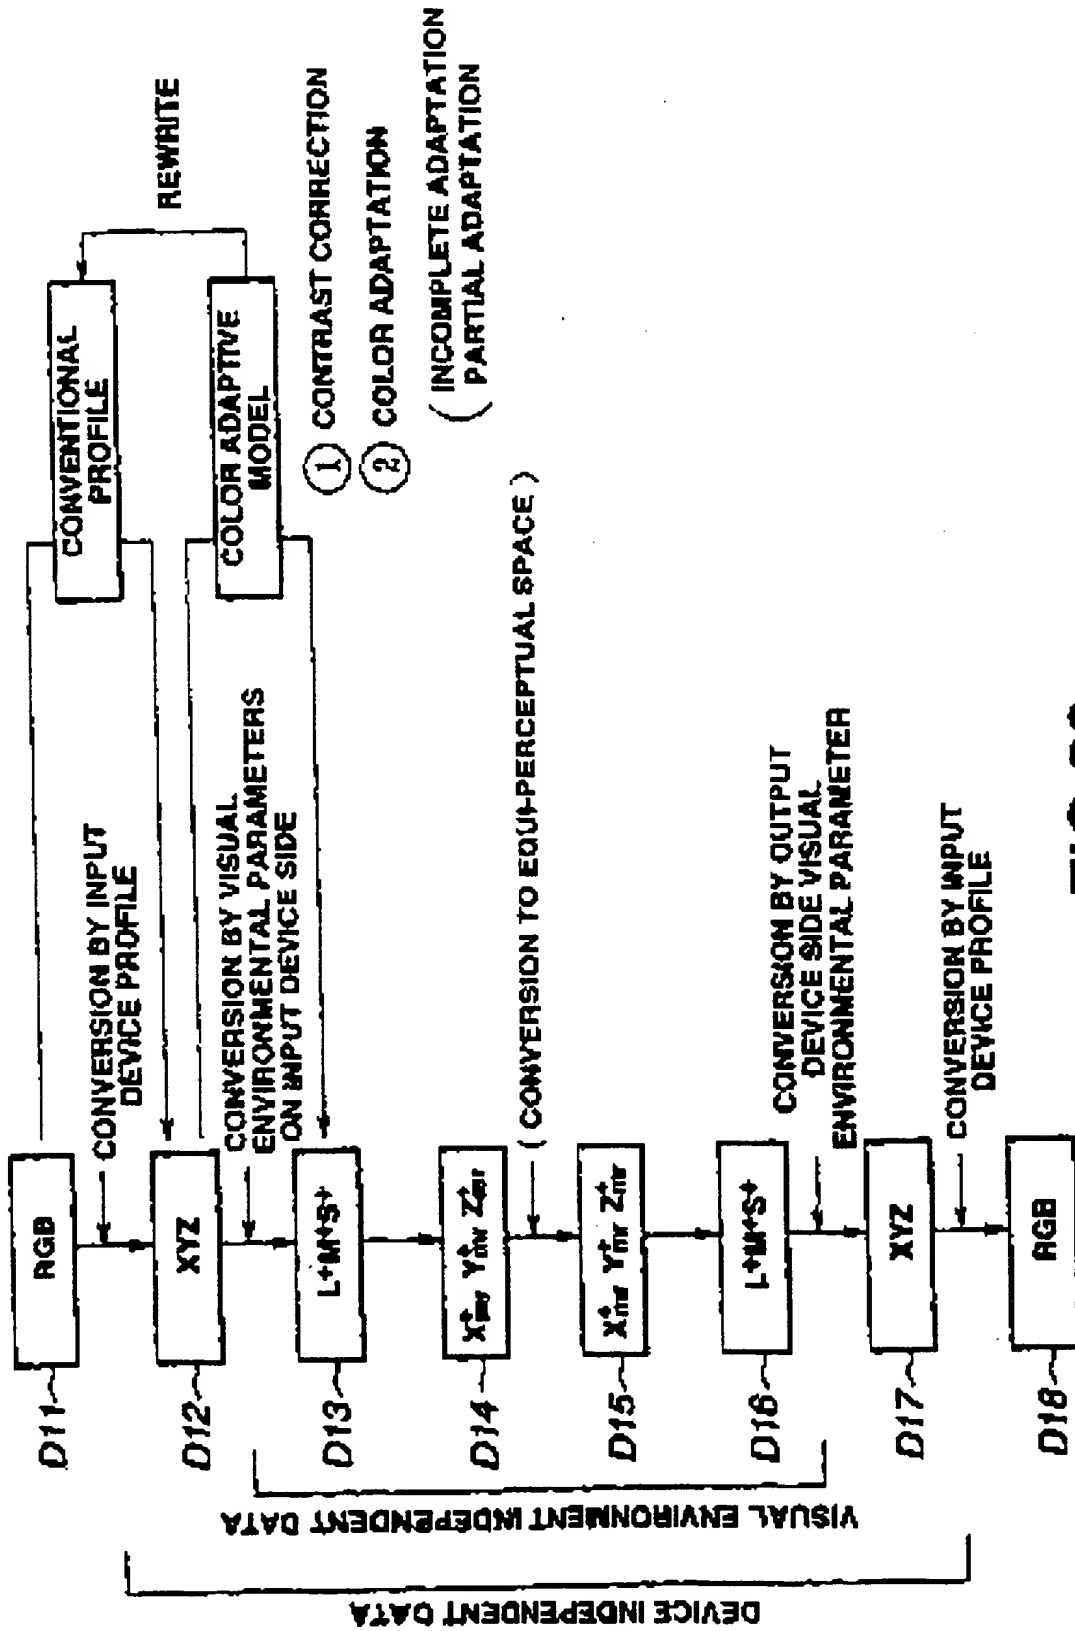 D11
RGB
CONVERSION BY INPUT
DEVICE PROFILE
CONVENTIONAL
PROFILE
REWRITE
D12
XYZ
CONVERSION BY VISUAL
ENVIRONMENTAL PARAMETERS
ON INPUT DEVICE SIDE
COLOR ADAPTIVE
MODEL
① CONTRAST CORRECTION
② COLOR ADAPTATION
( INCOMPLETE ADAPTATION
PARTIAL ADAPTATION
D13
L+M+S+
D14
( CONVERSION TO EQUI-PERCEPTUAL SPACE )
D15
D16
L+M+S+
CONVERSION BY OUTPUT
DEVICE SIDE VISUAL
ENVIRONMENTAL PARAMETER
D17
XYZ
CONVERSION BY INPUT
DEVICE PROFILE
D18
RGB
VISUAL ENVIRONMENT INDEPENDENT DATA
DEVICE INDEPENDENT DATA